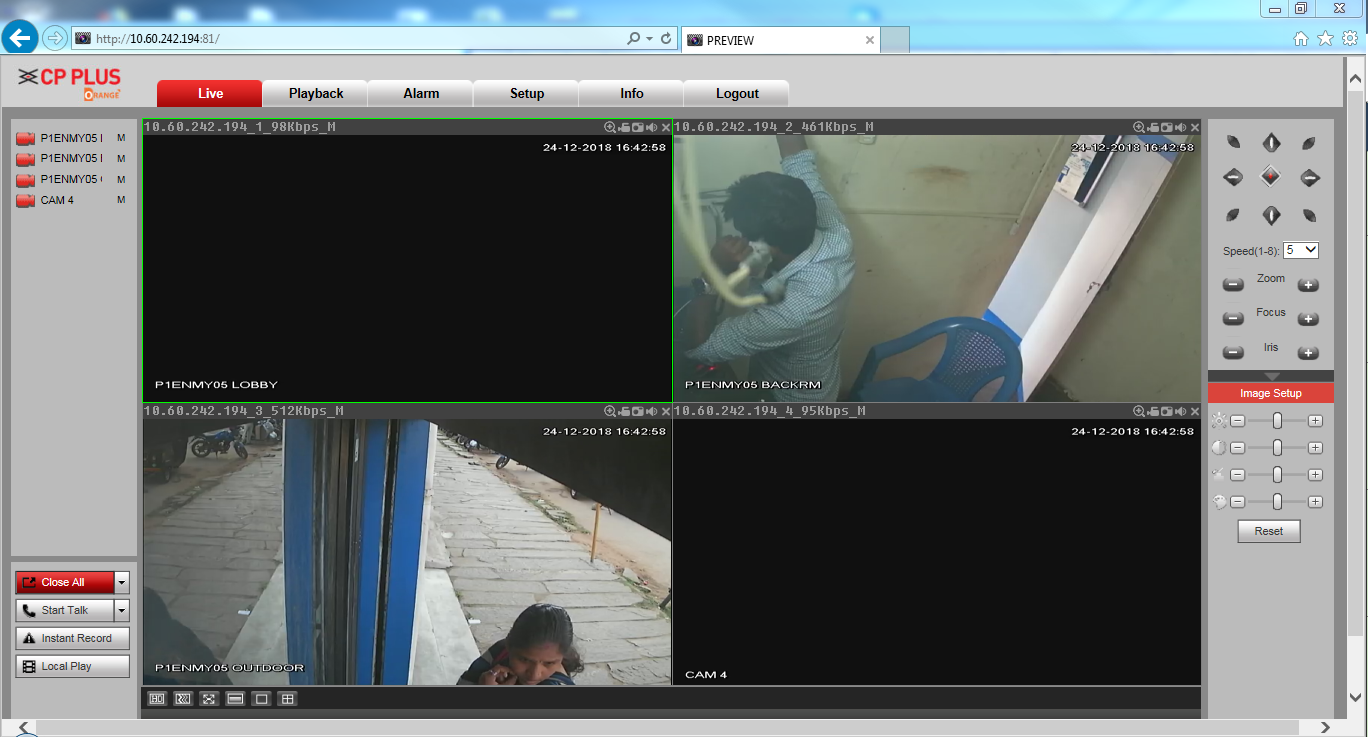 http://10.60.242.194:81/
PREVIEW
CP PLUS
ORANGE
Live
Playback
Alarm
Setup
Info
Logout
P1ENMY05 M
P1ENMY05 M
P1ENMY05 M
CAM 4 M
10.60.242.194_1_98Kbps_M
24-12-2018 16:42:58
P1ENMY05 LOBBY
10.60.242.194_2_461Kbps_M
24-12-2018 16:42:58
P1ENMY05 BACKRM
10.60.242.194_3_512Kbps_M
24-12-2018 16:42:58
P1ENMY05 OUTDOOR
10.60.242.194_4_95Kbps_M
24-12-2018 16:42:58
CAM 4
Speed(1-8): 5
Zoom
Focus
Iris
Image Setup
Reset
Close All
Start Talk
Instant Record
Local Play
HD